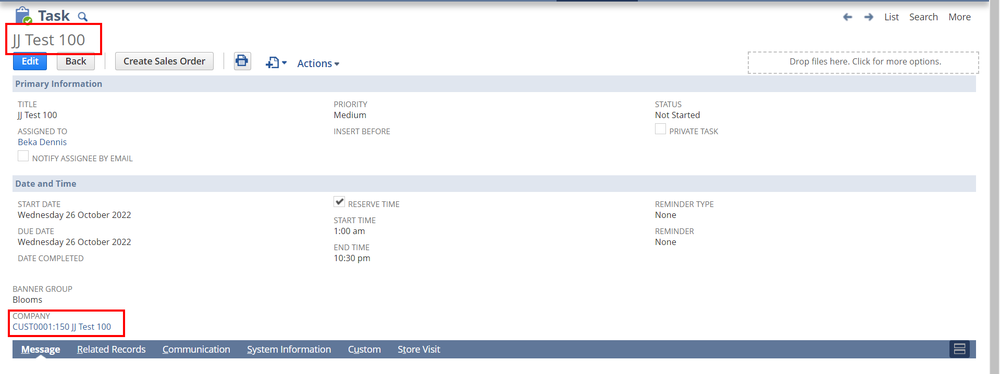 Task
List Search More
JJ Test 100
Edit Back Create Sales Order Actions Drop files here. Click for more options.
Primary Information
TITLE
JJ Test 100
ASSIGNED TO
Beka Dennis
NOTIFY ASSIGNEE BY EMAIL
PRIORITY
Medium
INSERT BEFORE
STATUS
Not Started
PRIVATE TASK
Date and Time
START DATE
Wednesday 26 October 2022
DUE DATE
Wednesday 26 October 2022
DATE COMPLETED
RESERVE TIME
START TIME
1:00 am
END TIME
10:30 pm
REMINDER TYPE
None
REMINDER
None
BANNER GROUP
Blooms
COMPANY
CUST0001:150 JJ Test 100
Message Related Records Communication System Information Custom Store Visit